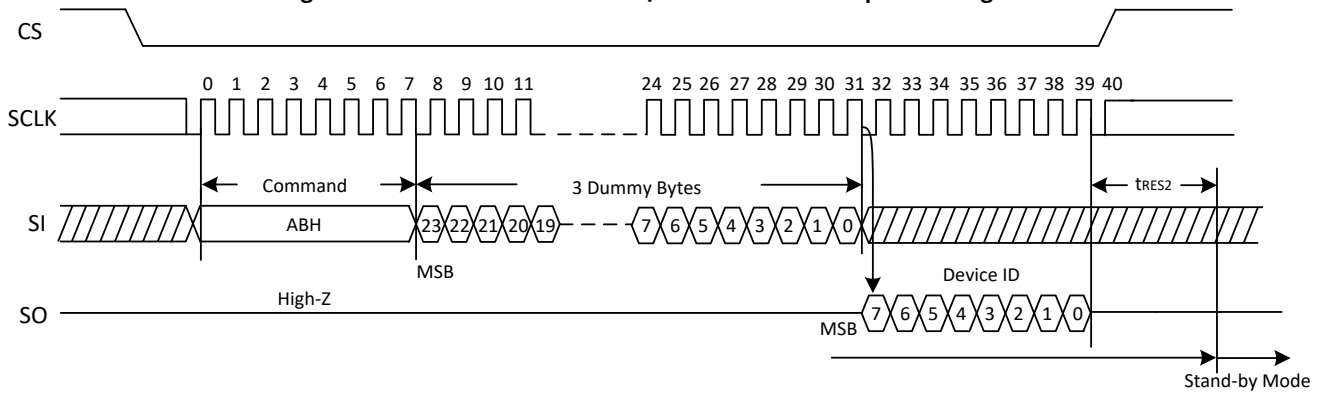 CS
0 1 2 3 4 5 6 7 8 9 10 11 24 25 26 27 28 29 30 31 32 33 34 35 36 37 38 39 40
SCLK
Command 3 Dummy Bytes tRES2
SI ABH 23 22 21 20 19 7 6 5 4 3 2 1 0
MSB Device ID
High-Z
SO 7 6 5 4 3 2 1 0
MSB
Stand-by Mode